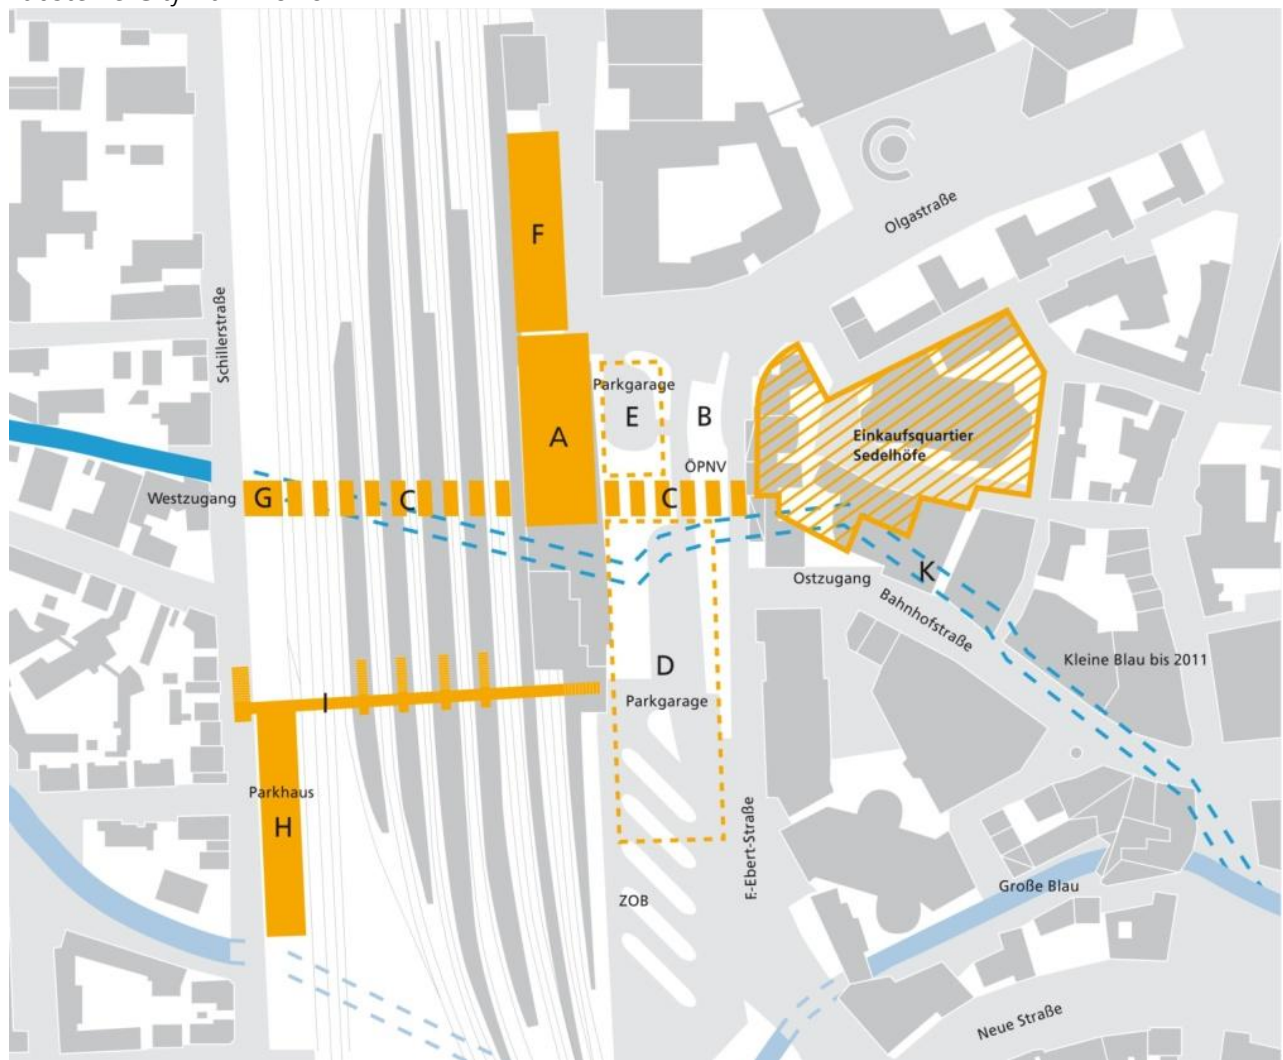 F
Olgastraße
Schillerstraße
Parkgarage
E
B
A
Einkaufsquartier
Sedelhöfe
ÖPNV
Westzugang
G
C
C
Ostzugang
K
Bahnhofstraße
Kleine Blau bis 2011
D
Parkgarage
I
Parkhaus
H
F.-Ebert-Straße
ZOB
Große Blau
Neue Straße